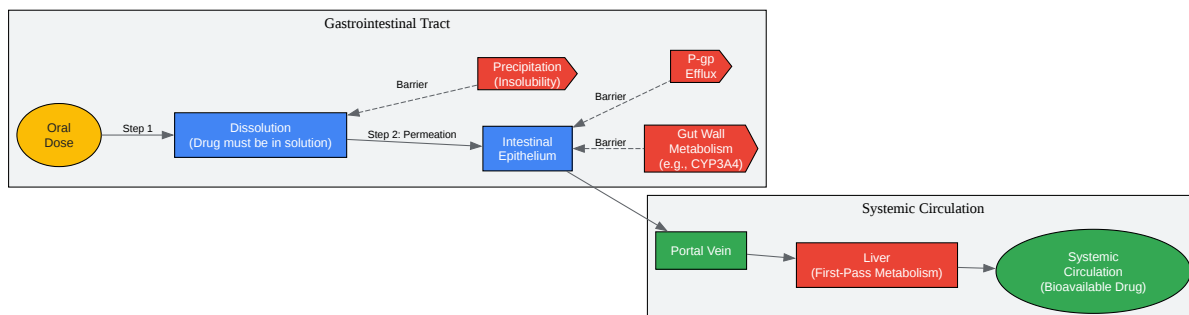 Gastrointestinal Tract
Oral
Dose
Step 1
Dissolution
(Drug must be in solution)
Barrier
Precipitation
(Insolubility)
Step 2: Permeation
Intestinal
Epithelium
Barrier
P-gp
Efflux
Barrier
Gut Wall
Metabolism
(e.g., CYP3A4)
Systemic Circulation
Portal Vein
Liver
(First-Pass Metabolism)
Systemic
Circulation
(Bioavailable Drug)